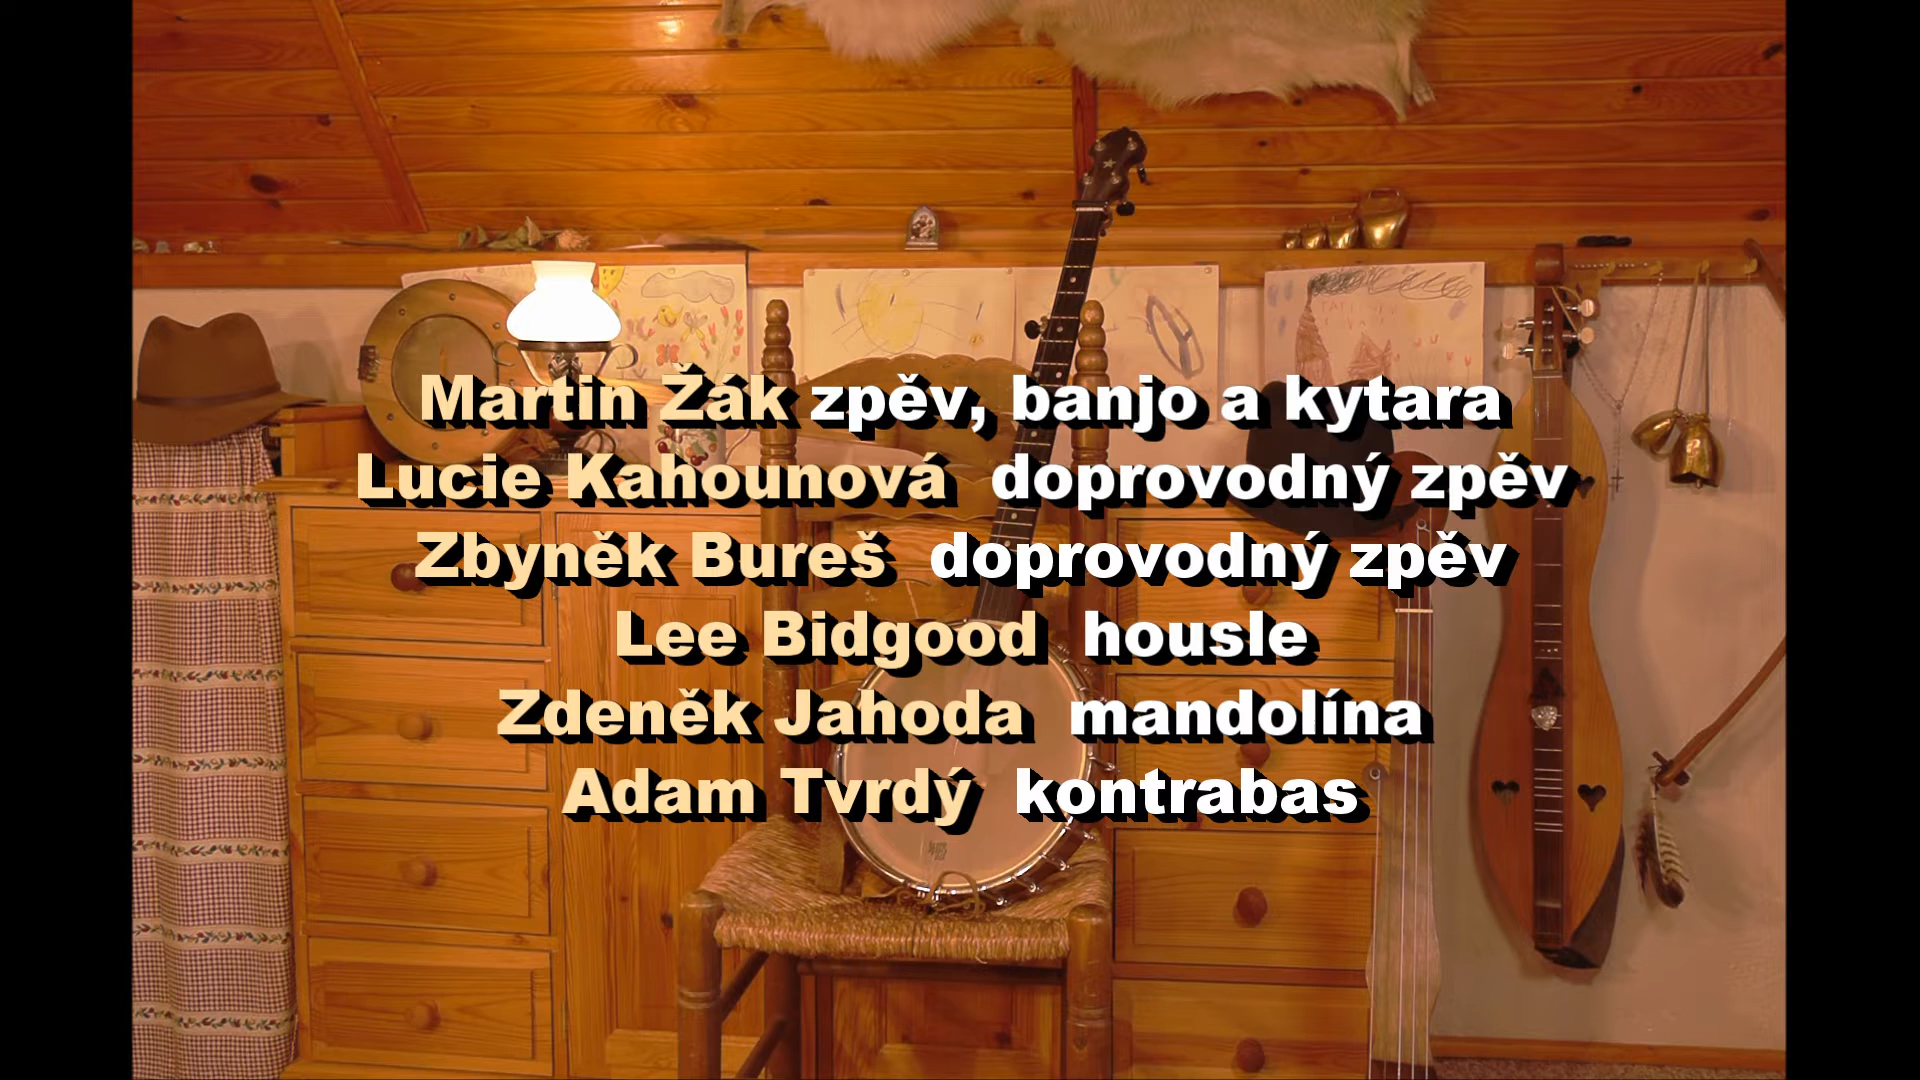 Martin Žák zpěv, banjo a kytara
Lucie Kahounová doprovodný zpěv
Zbyněk Bureš doprovodný zpěv
Lee Bidgood housle
Zdeněk Jahoda mandolína
Adam Tvrdý kontrabas